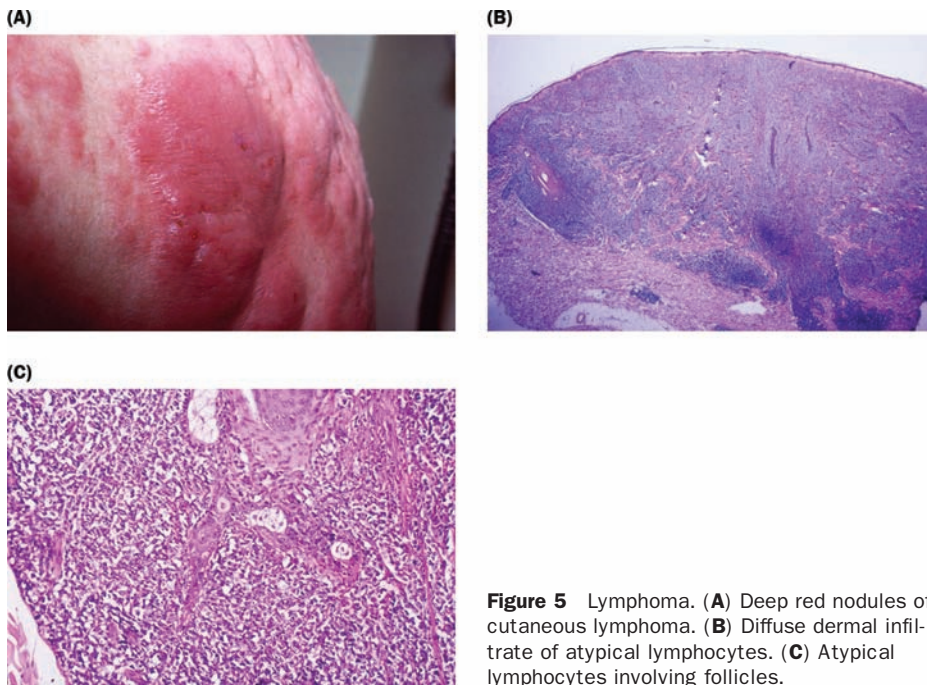 (A)
(B)
(C)
Figure 5 Lymphoma. (A) Deep red nodules of
cutaneous lymphoma. (B) Diffuse dermal infil-
trate of atypical lymphocytes. (C) Atypical
lymphocytes involving follicles.